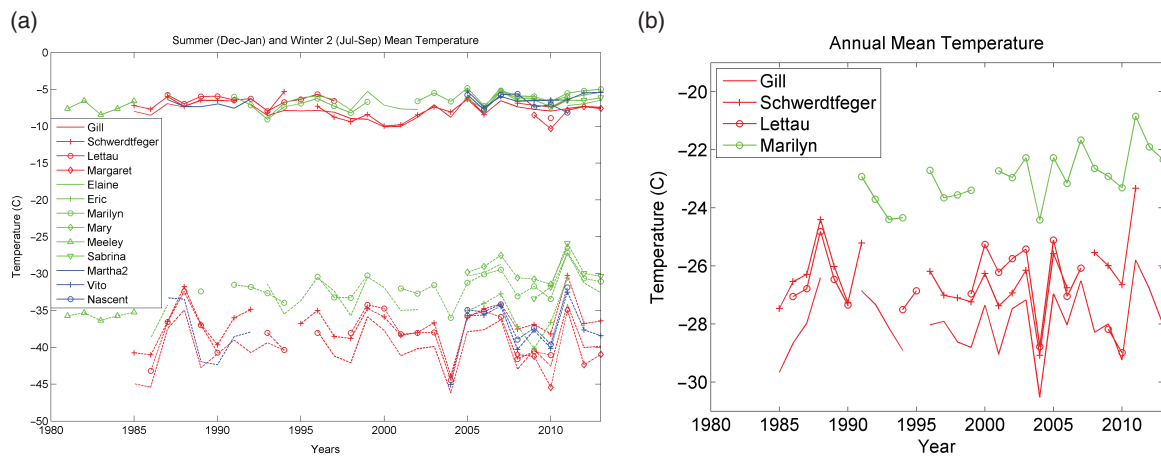 (a)
Summer (Dec-Jan) and Winter 2 (Jul-Sep) Mean Temperature
0
−5
−10
−15
−20
−25
−30
−35
−40
−45
−50
Temperature (C)
Gill
Schwerdtfeger
Lettau
Margaret
Elaine
Eric
Marilyn
Mary
Meeley
Sabrina
Martha2
Vito
Nascent
1980 1985 1990 1995 2000 2005 2010
Years
(b)
Annual Mean Temperature
−20
−22
−24
−26
−28
−30
Temperature (C)
Gill
Schwerdtfeger
Lettau
Marilyn
1980 1985 1990 1995 2000 2005 2010
Year